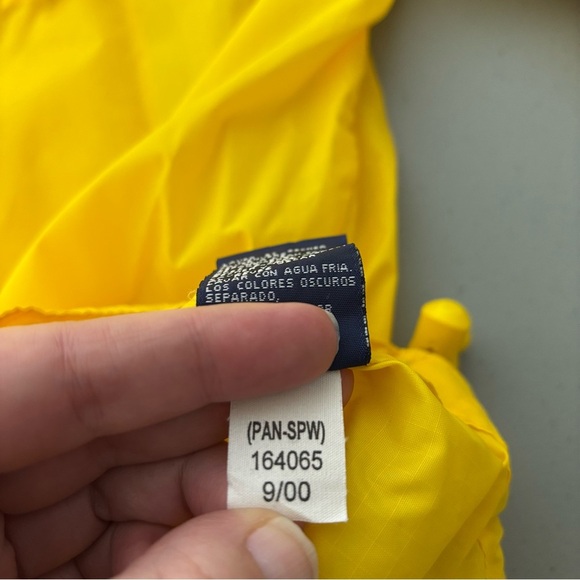 LAVAR CON AGUA FRIA.
LOS COLORES OSCUROS
SEPARADO,
(PAN-SPW)
164065
9/00